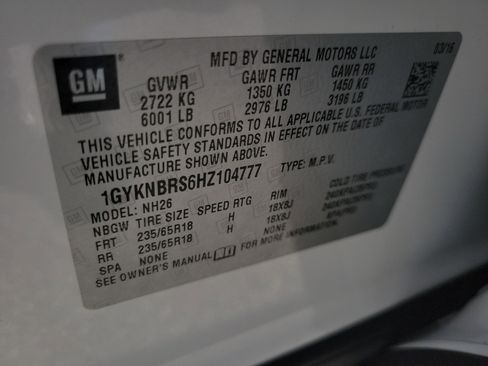 GM
MFD BY GENERAL MOTORS LLC 03/16
GVWR GAWR FRT GAWR RR
2722 KG 1350 KG 1450 KG
6001 LB 2976 LB 3196 LB
THIS VEHICLE CONFORMS TO ALL APPLICABLE U.S. FEDERAL MOTOR
VEHICLE SAFETY STANDARDS IN EFFECT ON THE DATE OF
MANUFACTURE SHOWN ABOVE.
1GYKNBRS6HZ104777 TYPE: M.P.V.
MODEL: NH26
NBGW TIRE SIZE SPEED RTG RIM
FRT 235/65R18 H 18X8J
RR 235/65R18 H 18X8J
SPA NONE NONE
SEE OWNER'S MANUAL FOR MORE INFORMATION.